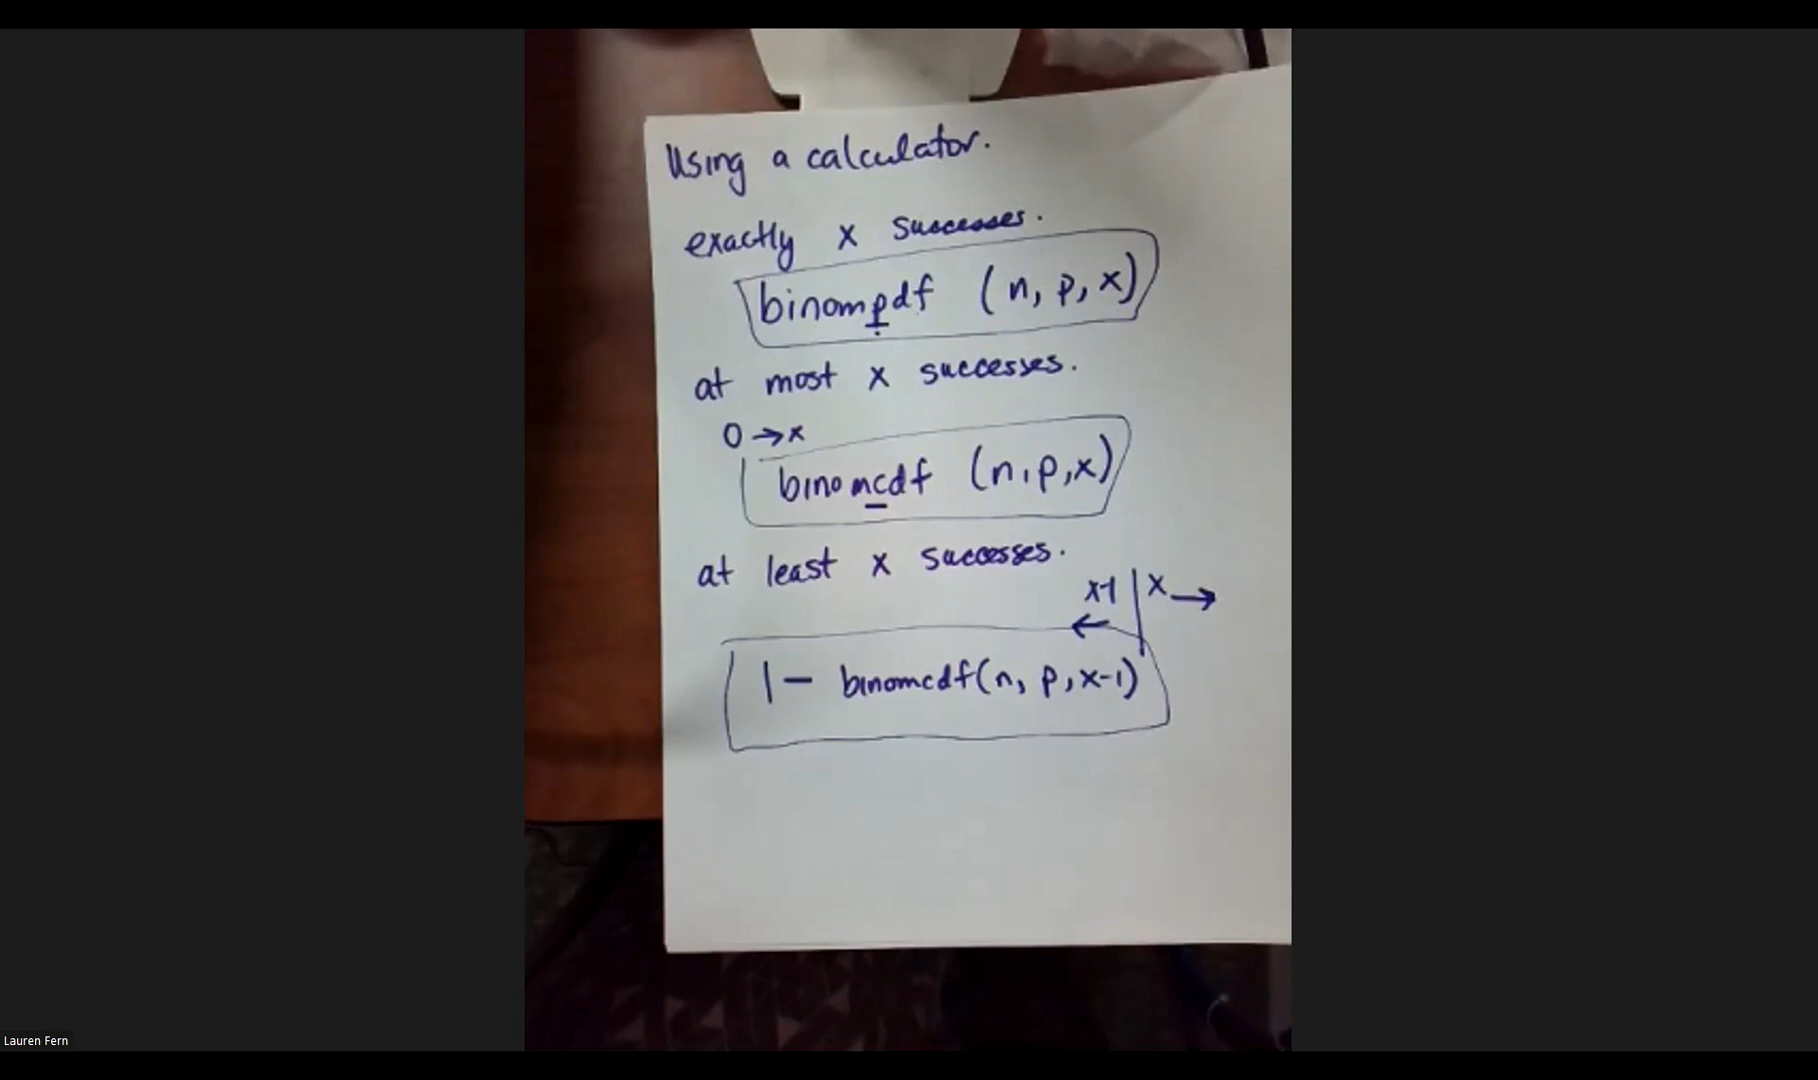 Using a calculator.
exactly x successes.
binompdf (n, p, x)
at most x successes.
0 → x
binomcdf (n, p, x)
at least x successes.
x-1 | x →
←
1 - binomcdf(n, p, x-1)
Lauren Fern